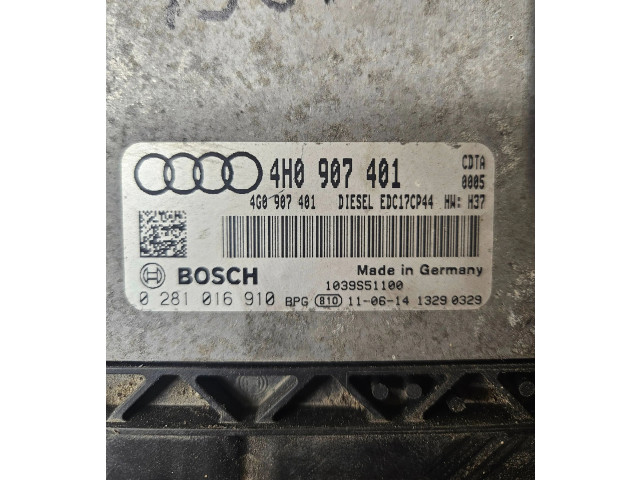 4H0 907 401 CDTA
0005
4G0 907 401 DIESEL EDC17CP44 HW: H37
BOSCH Made in Germany
1039S51100
0 281 016 910 BPG 810 11-06-14 1329 0329